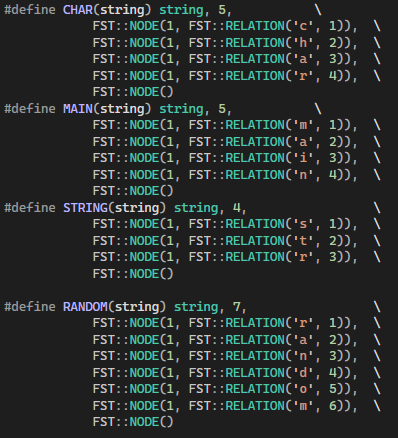 #define CHAR(string) string, 5, \
FST::NODE(1, FST::RELATION('c', 1)), \
FST::NODE(1, FST::RELATION('h', 2)), \
FST::NODE(1, FST::RELATION('a', 3)), \
FST::NODE(1, FST::RELATION('r', 4)), \
FST::NODE()
#define MAIN(string) string, 5, \
FST::NODE(1, FST::RELATION('m', 1)), \
FST::NODE(1, FST::RELATION('a', 2)), \
FST::NODE(1, FST::RELATION('i', 3)), \
FST::NODE(1, FST::RELATION('n', 4)), \
FST::NODE()
#define STRING(string) string, 4, \
FST::NODE(1, FST::RELATION('s', 1)), \
FST::NODE(1, FST::RELATION('t', 2)), \
FST::NODE(1, FST::RELATION('r', 3)), \
FST::NODE()
#define RANDOM(string) string, 7, \
FST::NODE(1, FST::RELATION('r', 1)), \
FST::NODE(1, FST::RELATION('a', 2)), \
FST::NODE(1, FST::RELATION('n', 3)), \
FST::NODE(1, FST::RELATION('d', 4)), \
FST::NODE(1, FST::RELATION('o', 5)), \
FST::NODE(1, FST::RELATION('m', 6)), \
FST::NODE()